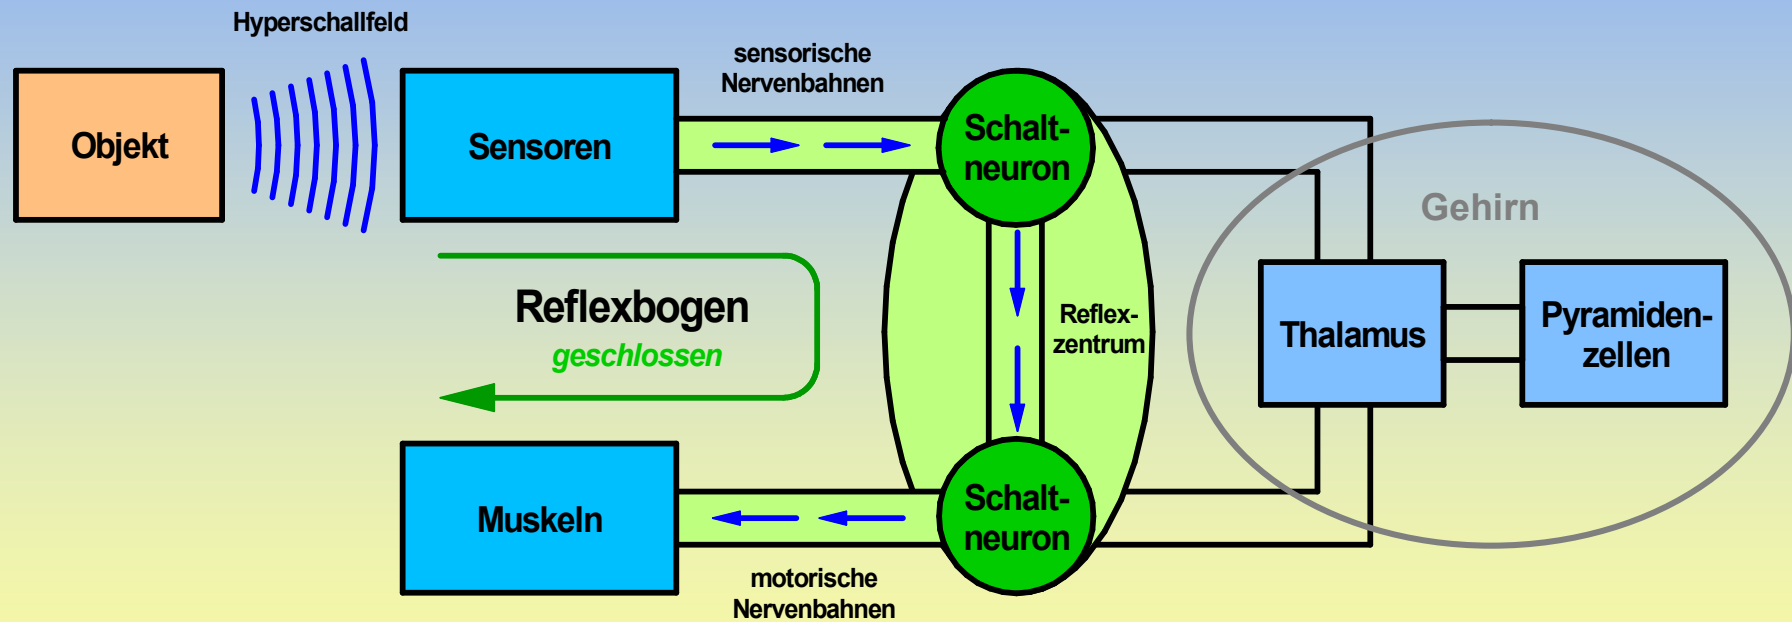 Hyperschallfeld
Objekt
Sensoren
sensorische
Nervenbahnen
Schalt-
neuron
Gehirn
Reflexbogen
geschlossen
Reflex-
zentrum
Thalamus
Pyramiden-
zellen
Muskeln
Schalt-
neuron
motorische
Nervenbahnen